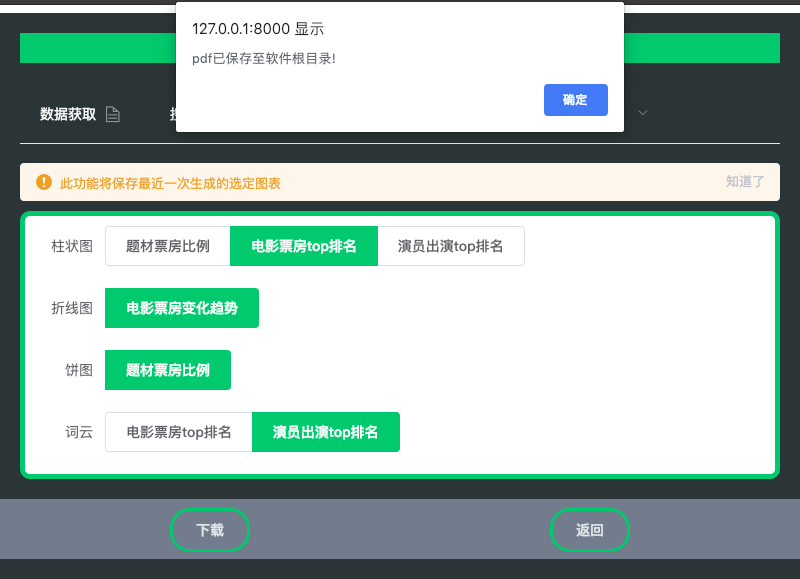 127.0.0.1:8000 显示
pdf已保存至软件根目录!
确定
数据获取
此功能将保存最近一次生成的选定图表 知道了
柱状图 题材票房比例 电影票房top排名 演员出演top排名
折线图 电影票房变化趋势
饼图 题材票房比例
词云 电影票房top排名 演员出演top排名
下载 返回